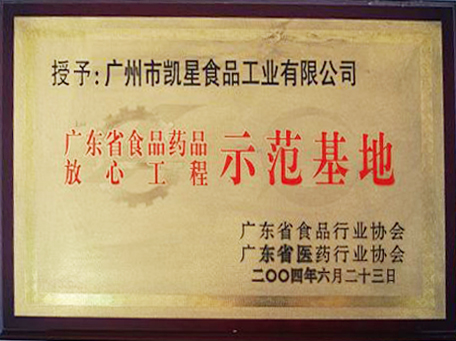 授予:广州市凯星食品工业有限公司
广东省食品药品
放心工程
示范基地
广东省食品行业协会
广东省医药行业协会
二〇〇四年六月二十三日